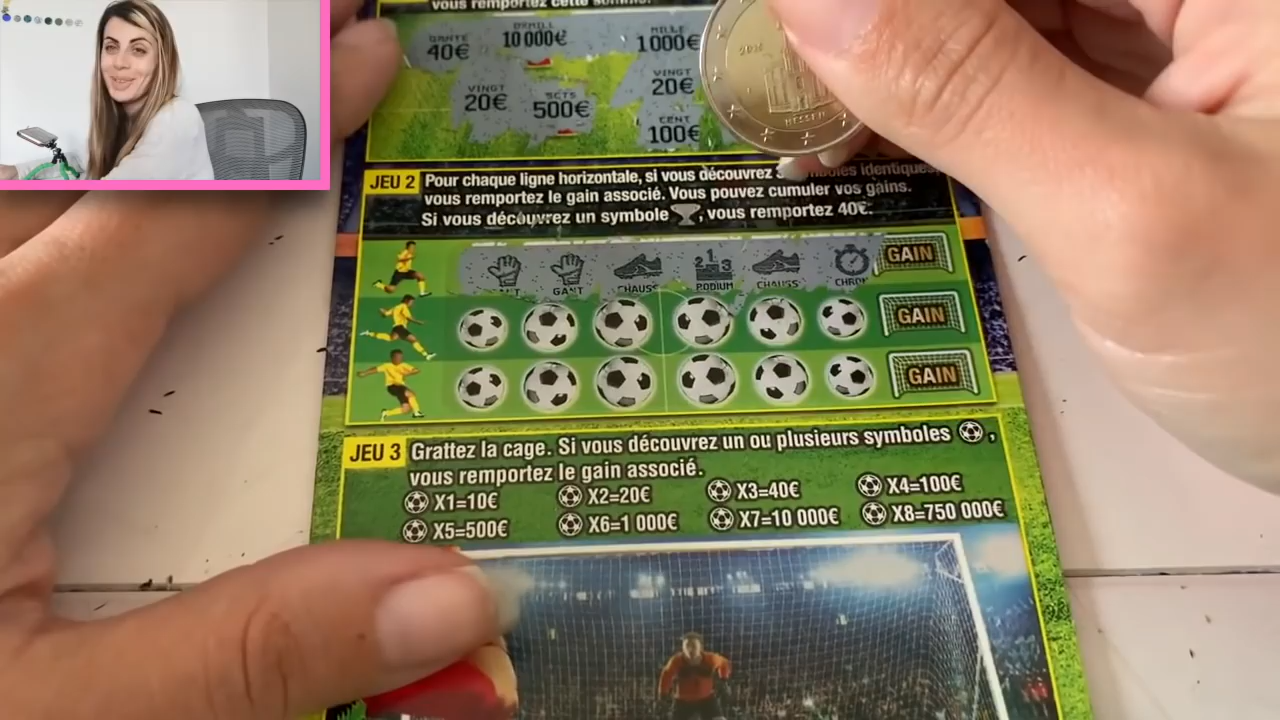 vous remportez cette somme.
40€
DXMILL
10 000€
MILLE
1000€
VINGT
20€
500€
VINGT
20€
CENT
100€
HESSEN
JEU 2 Pour chaque ligne horizontale, si vous découvrez 3 identiques,
vous remportez le gain associé. Vous pouvez cumuler vos gains.
Si vous découvrez un symbole , vous remportez 40€.
GANT GANT CHAUSS PODIUM CHAUSS CHRON GAIN
GAIN
GAIN
JEU 3 Grattez la cage. Si vous découvrez un ou plusieurs symboles ,
vous remportez le gain associé.
X1=10€ X2=20€ X3=40€ X4=100€
X5=500€ X6=1 000€ X7=10 000€ X8=750 000€